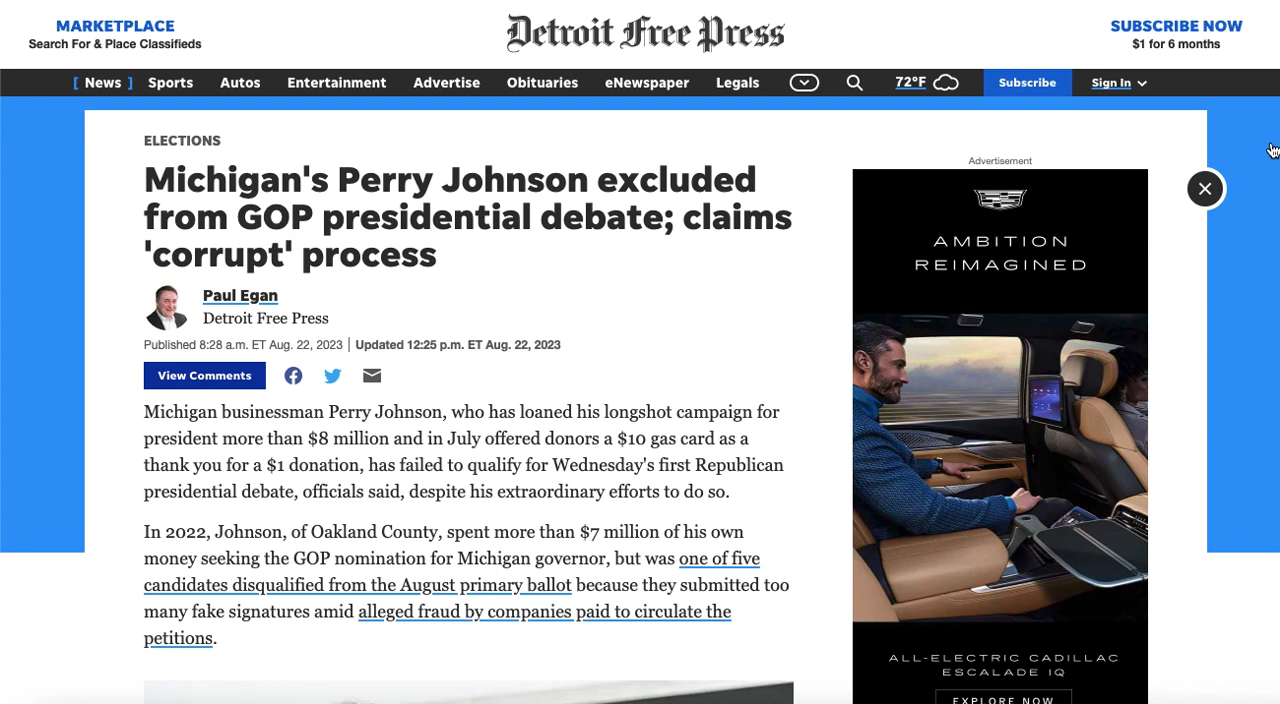 MARKETPLACE
Search For & Place Classifieds
Detroit Free Press
SUBSCRIBE NOW
$1 for 6 months
[ News ] Sports Autos Entertainment Advertise Obituaries eNewspaper Legals 72°F Subscribe Sign In
ELECTIONS
Michigan's Perry Johnson excluded
from GOP presidential debate; claims
'corrupt' process
Paul Egan
Detroit Free Press
Published 8:28 a.m. ET Aug. 22, 2023 | Updated 12:25 p.m. ET Aug. 22, 2023
View Comments
Michigan businessman Perry Johnson, who has loaned his longshot campaign for
president more than $8 million and in July offered donors a $10 gas card as a
thank you for a $1 donation, has failed to qualify for Wednesday's first Republican
presidential debate, officials said, despite his extraordinary efforts to do so.
In 2022, Johnson, of Oakland County, spent more than $7 million of his own
money seeking the GOP nomination for Michigan governor, but was one of five
candidates disqualified from the August primary ballot because they submitted too
many fake signatures amid alleged fraud by companies paid to circulate the
petitions.
Advertisement
AMBITION
REIMAGINED
ALL-ELECTRIC CADILLAC
ESCALADE IQ
EXPLORE NOW